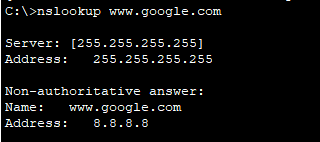 C:\>nslookup www.google.com
Server: [255.255.255.255]
Address: 255.255.255.255
Non-authoritative answer:
Name: www.google.com
Address: 8.8.8.8